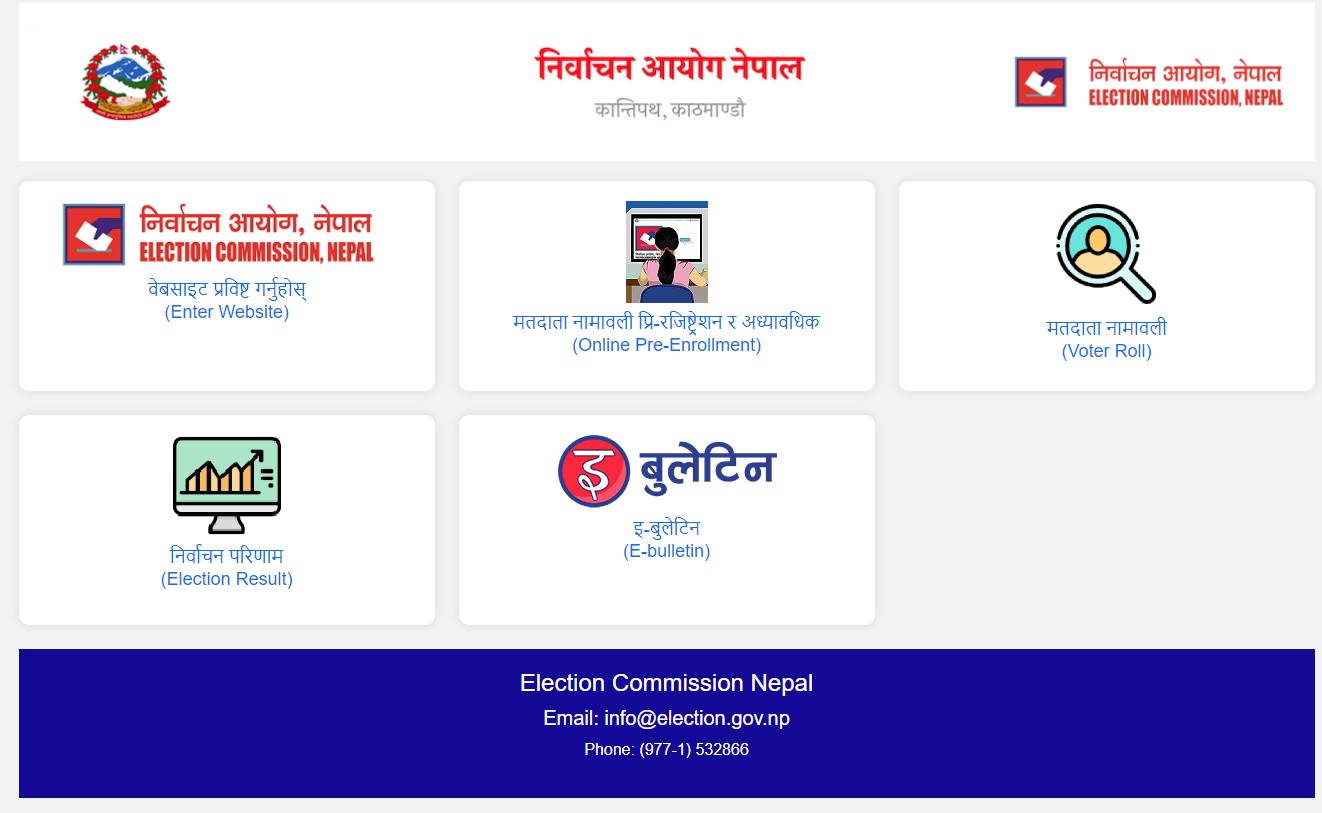 निर्वाचन आयोग नेपाल
कान्तिपथ, काठमाण्डौ
निर्वाचन आयोग, नेपाल
ELECTION COMMISSION, NEPAL
निर्वाचन आयोग, नेपाल
ELECTION COMMISSION, NEPAL
वेबसाइट प्रविष्ट गर्नुहोस्
(Enter Website)
मतदाता नामावली प्रि-रजिष्ट्रेशन र अध्यावधिक
(Online Pre-Enrollment)
मतदाता नामावली
(Voter Roll)
निर्वाचन परिणाम
(Election Result)
इ बुलेटिन
इ-बुलेटिन
(E-bulletin)
Election Commission Nepal
Email: info@election.gov.np
Phone: (977-1) 532866